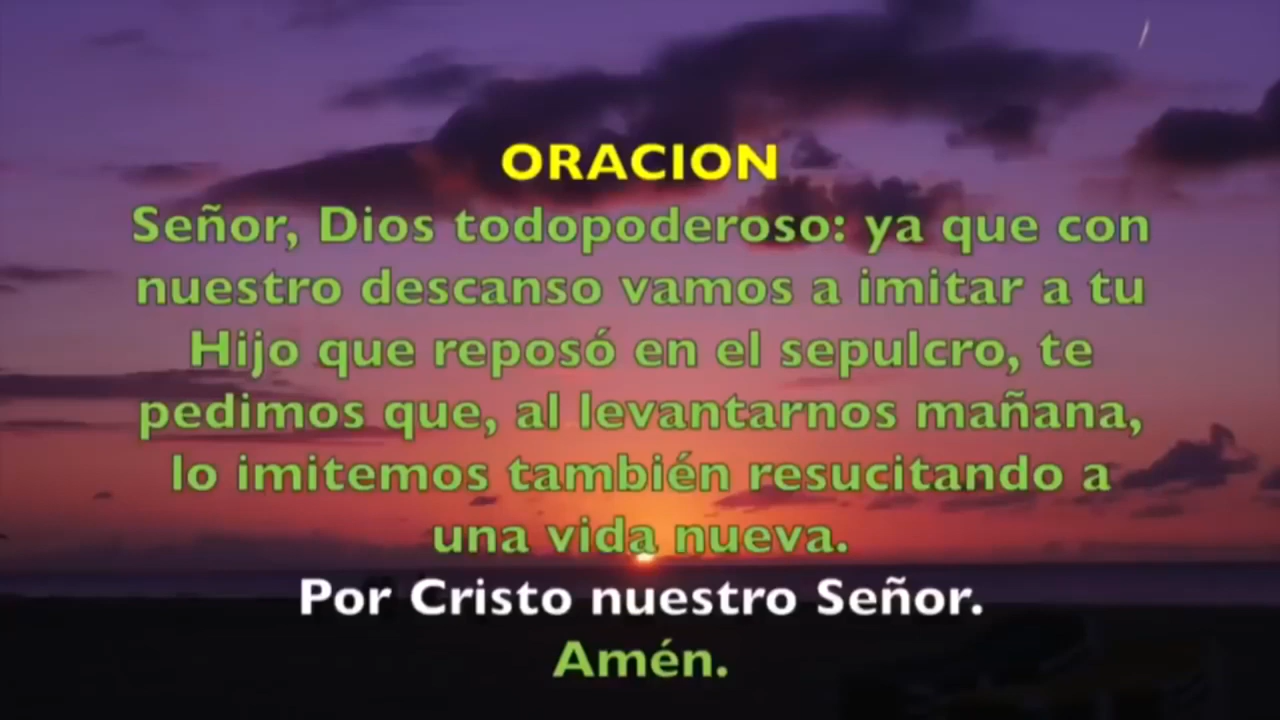 ORACION
Señor, Dios todopoderoso: ya que con
nuestro descanso vamos a imitar a tu
Hijo que reposó en el sepulcro, te
pedimos que, al levantarnos mañana,
lo imitemos también resucitando a
una vida nueva.
Por Cristo nuestro Señor.
Amén.